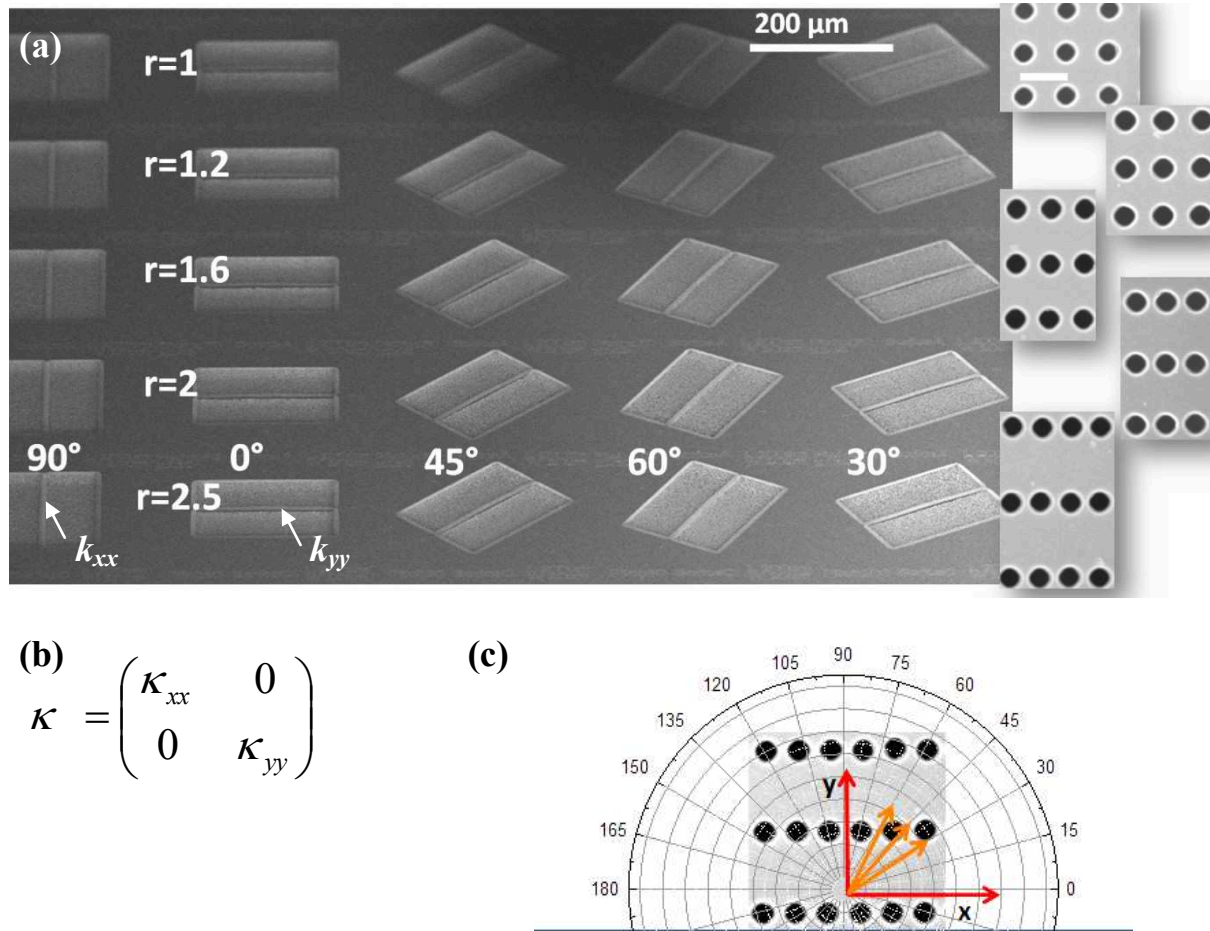 (a)
200 µm
r=1
r=1.2
r=1.6
r=2
90° 0° 45° 60° 30°
r=2.5
k_xx k_yy
(b)
κ = ( κ_xx 0
0 κ_yy )
(c)
90
105 75
120 60
135 45
150 30
165 15
180 0
y
x